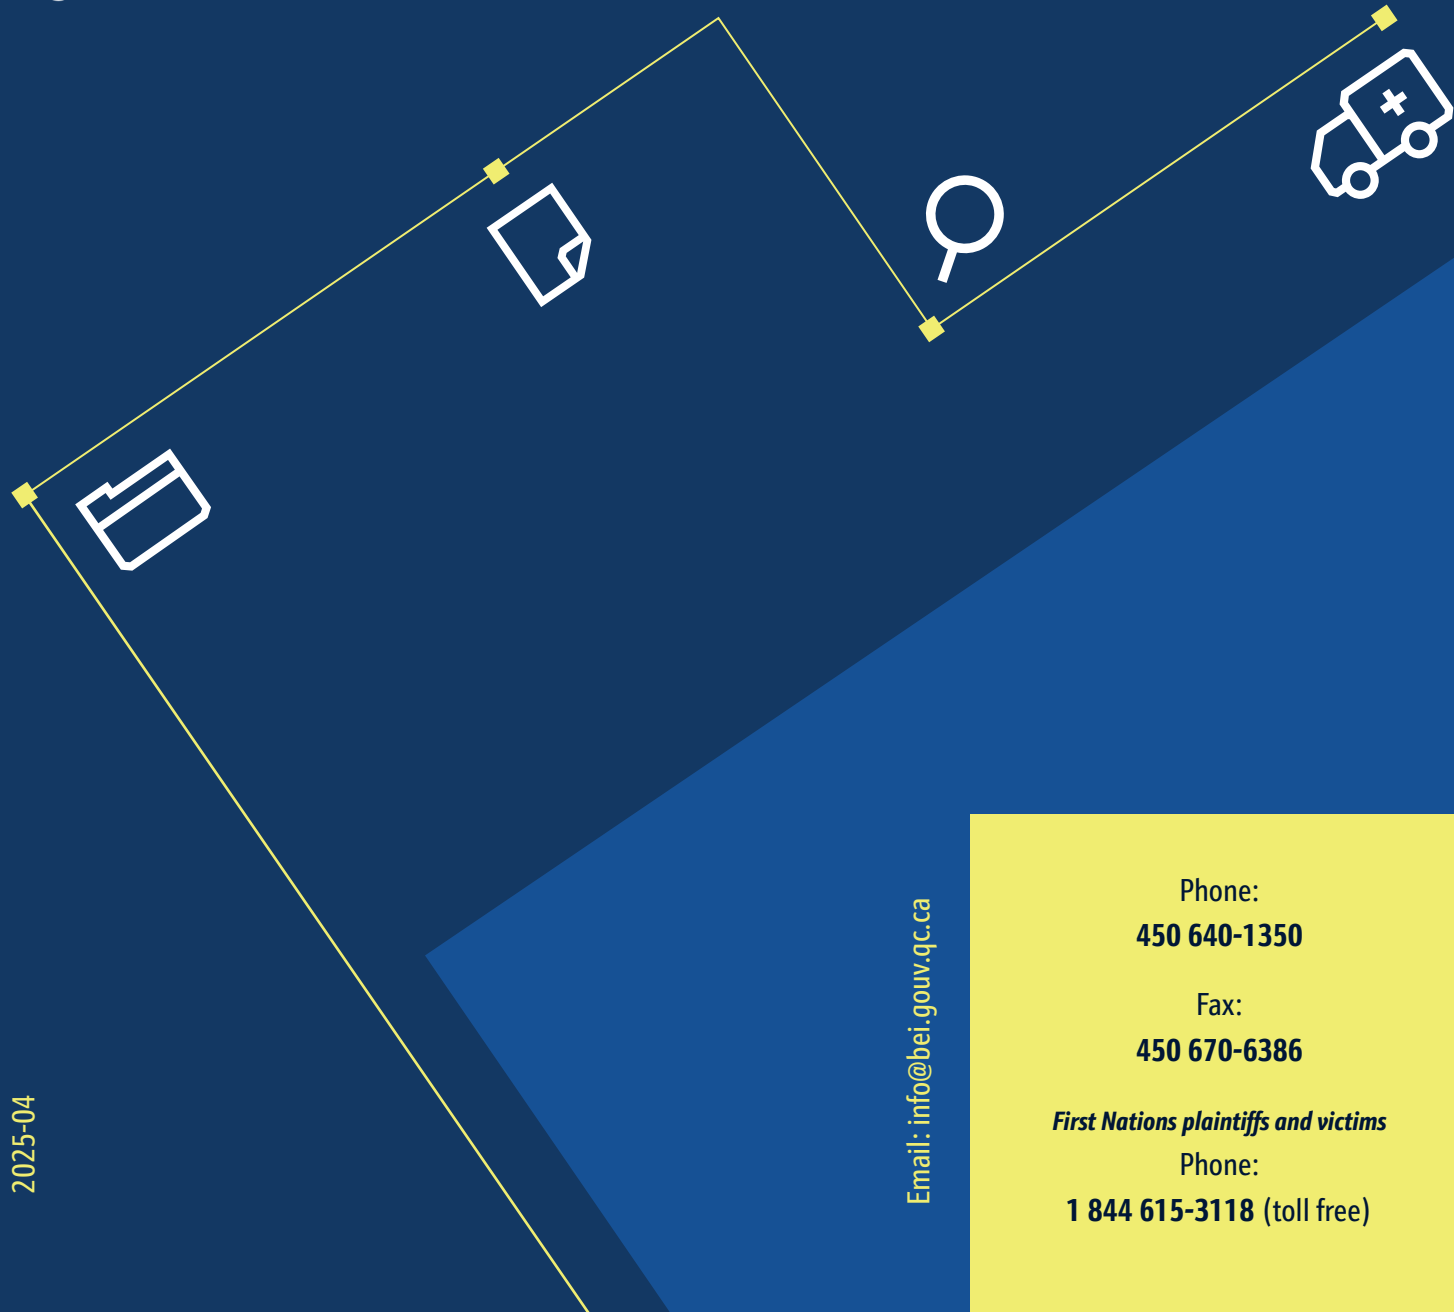 2025-04
Email: info@bei.gouv.qc.ca
Phone:
450 640-1350
Fax:
450 670-6386
First Nations plaintiffs and victims
Phone:
1 844 615-3118 (toll free)